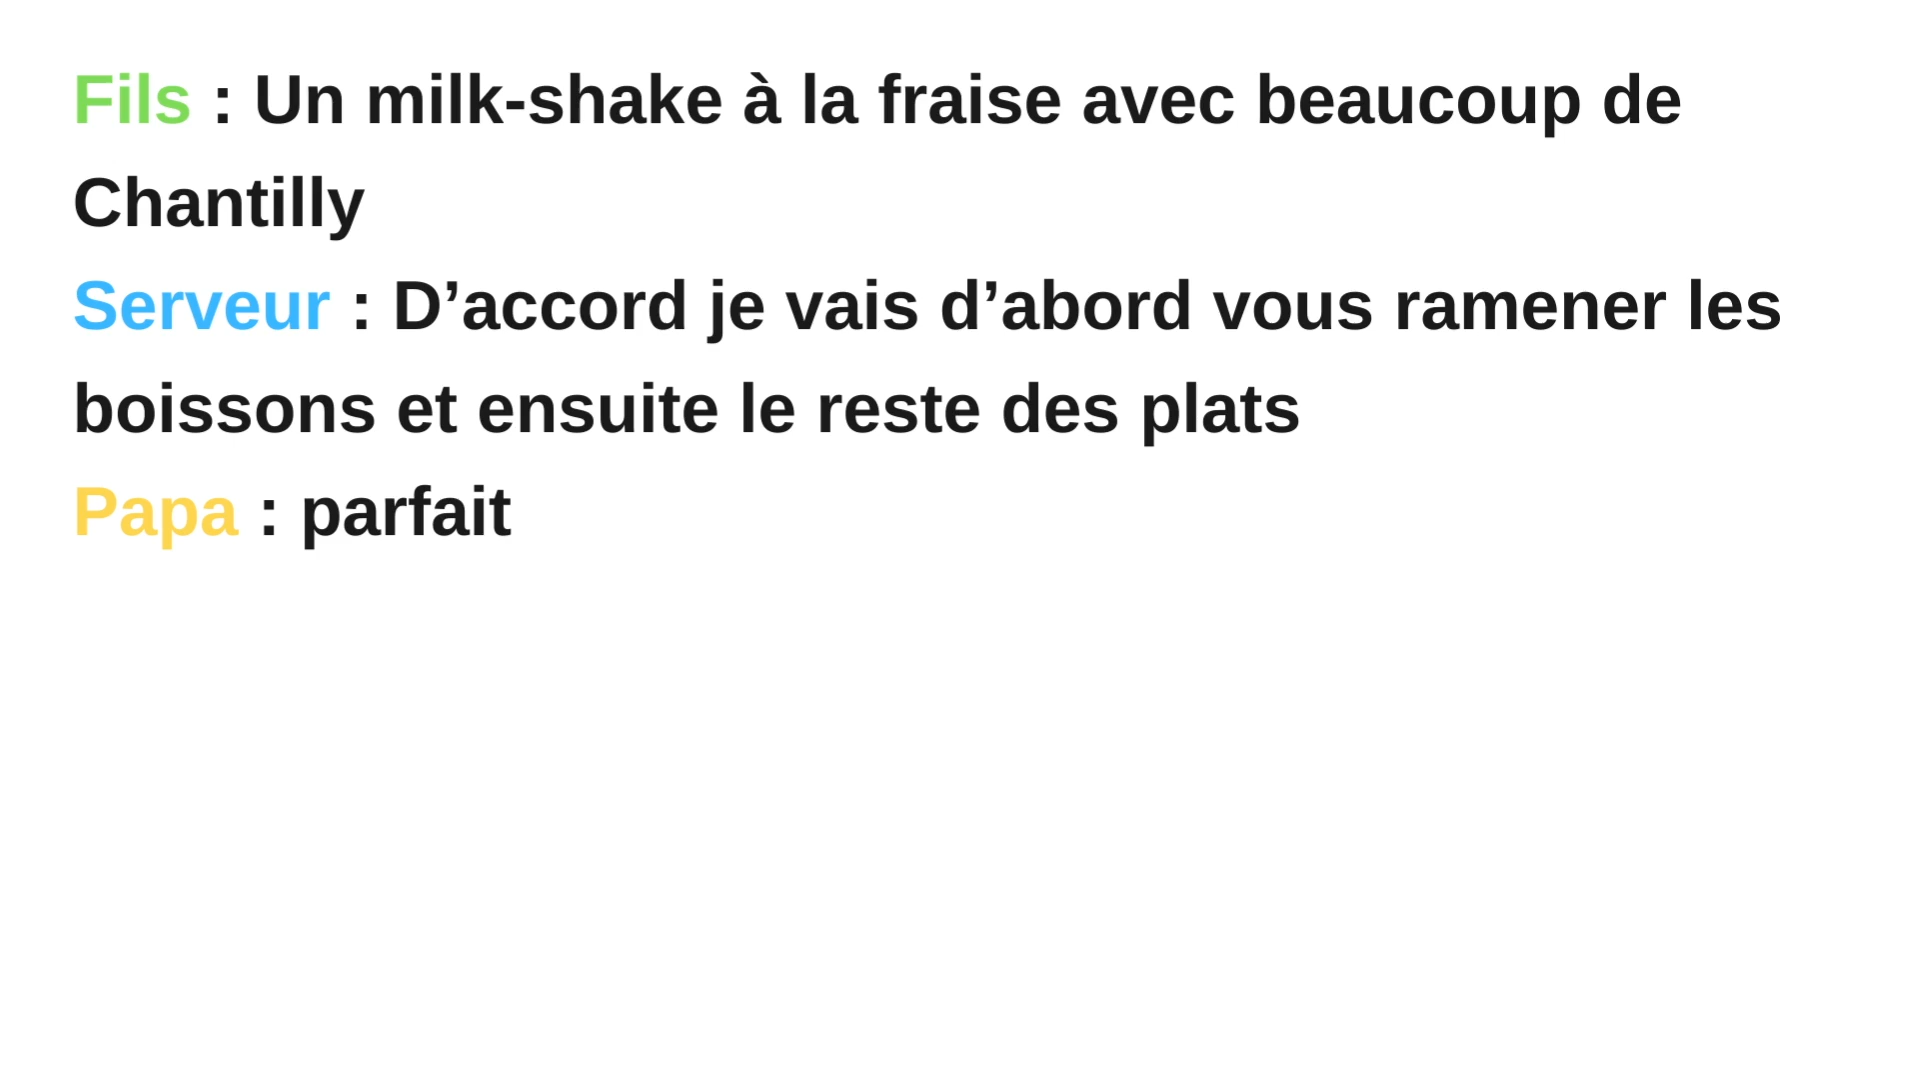 Fils : Un milk-shake à la fraise avec beaucoup de
Chantilly
Serveur : D’accord je vais d’abord vous ramener les
boissons et ensuite le reste des plats
Papa : parfait